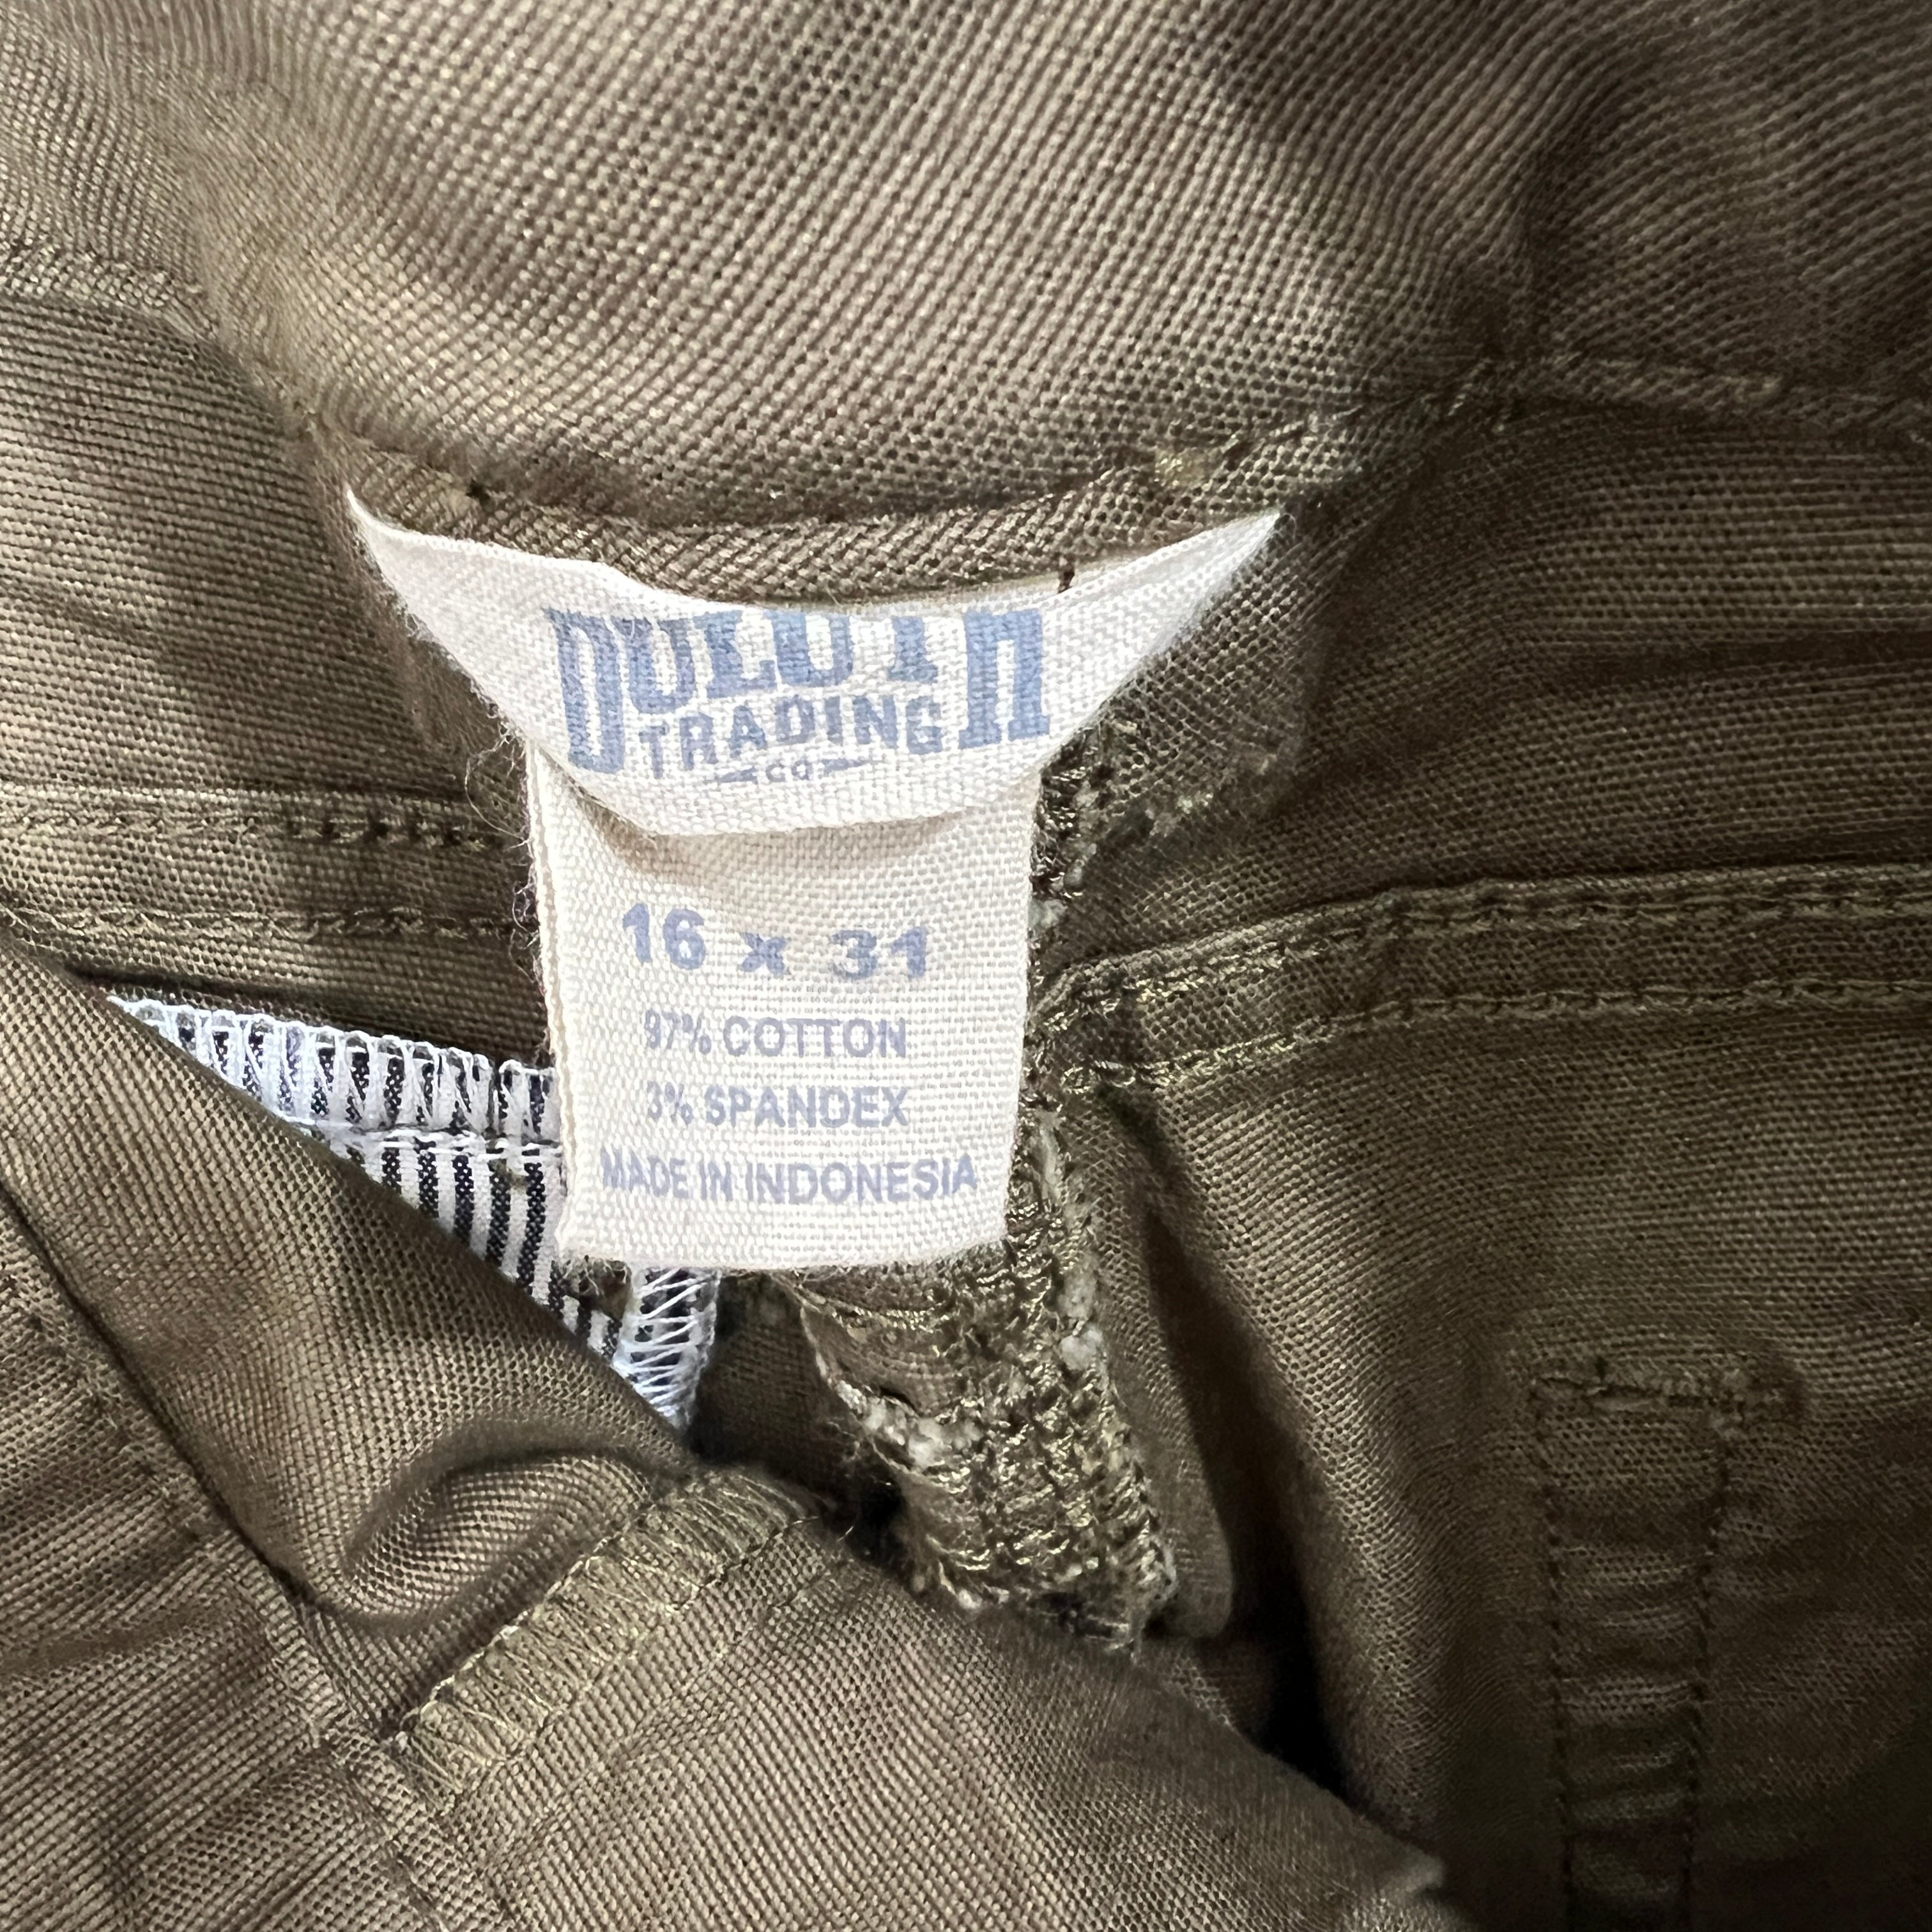 DULUTH
TRADING
CO
16 x 31
97% COTTON
3% SPANDEX
MADE IN INDONESIA